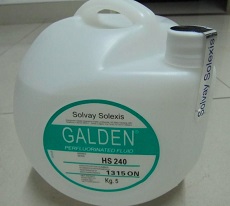 Solvay Solexis
Solvay Solexis
GALDEN
PERFLUORINATED FLUID
HS 240
1315 ON
Kg. 5